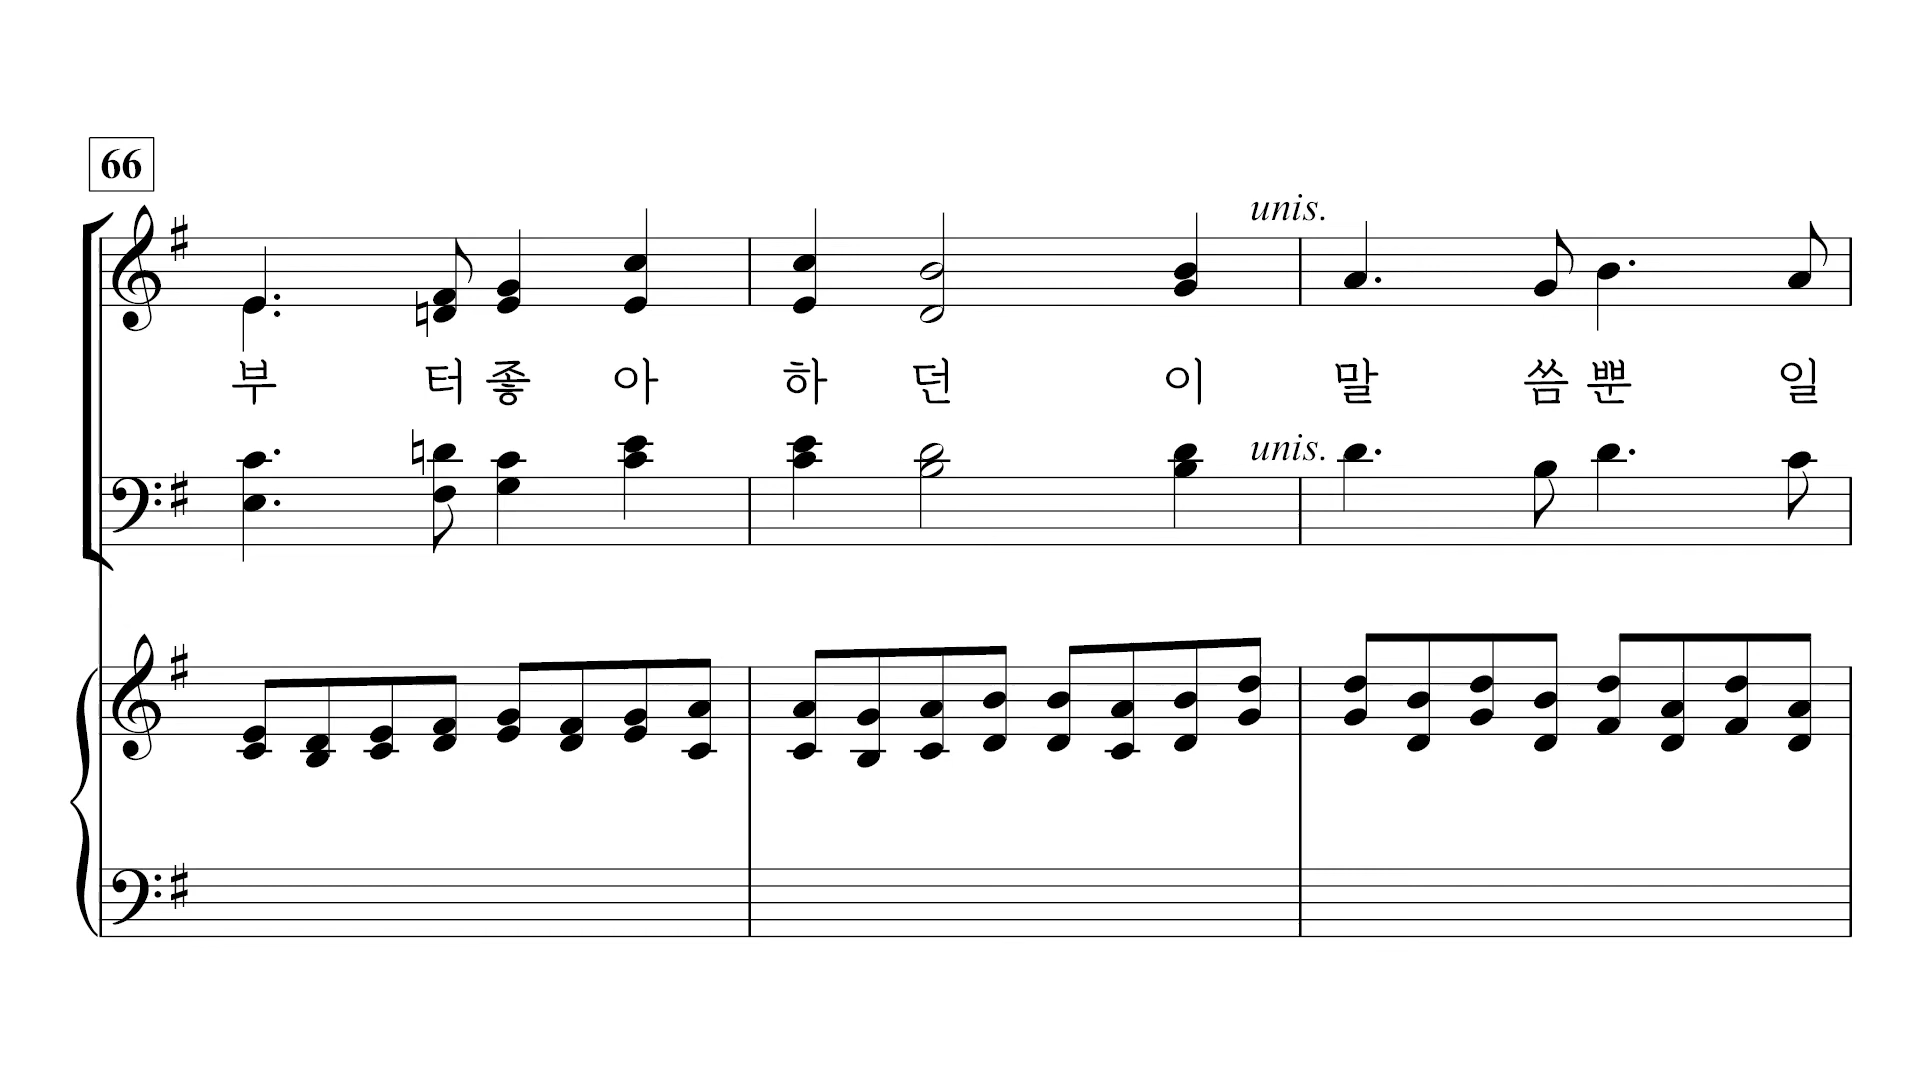 66
unis.
부 터 좋 아 하 던 이 말 씀 뿐 일
unis.